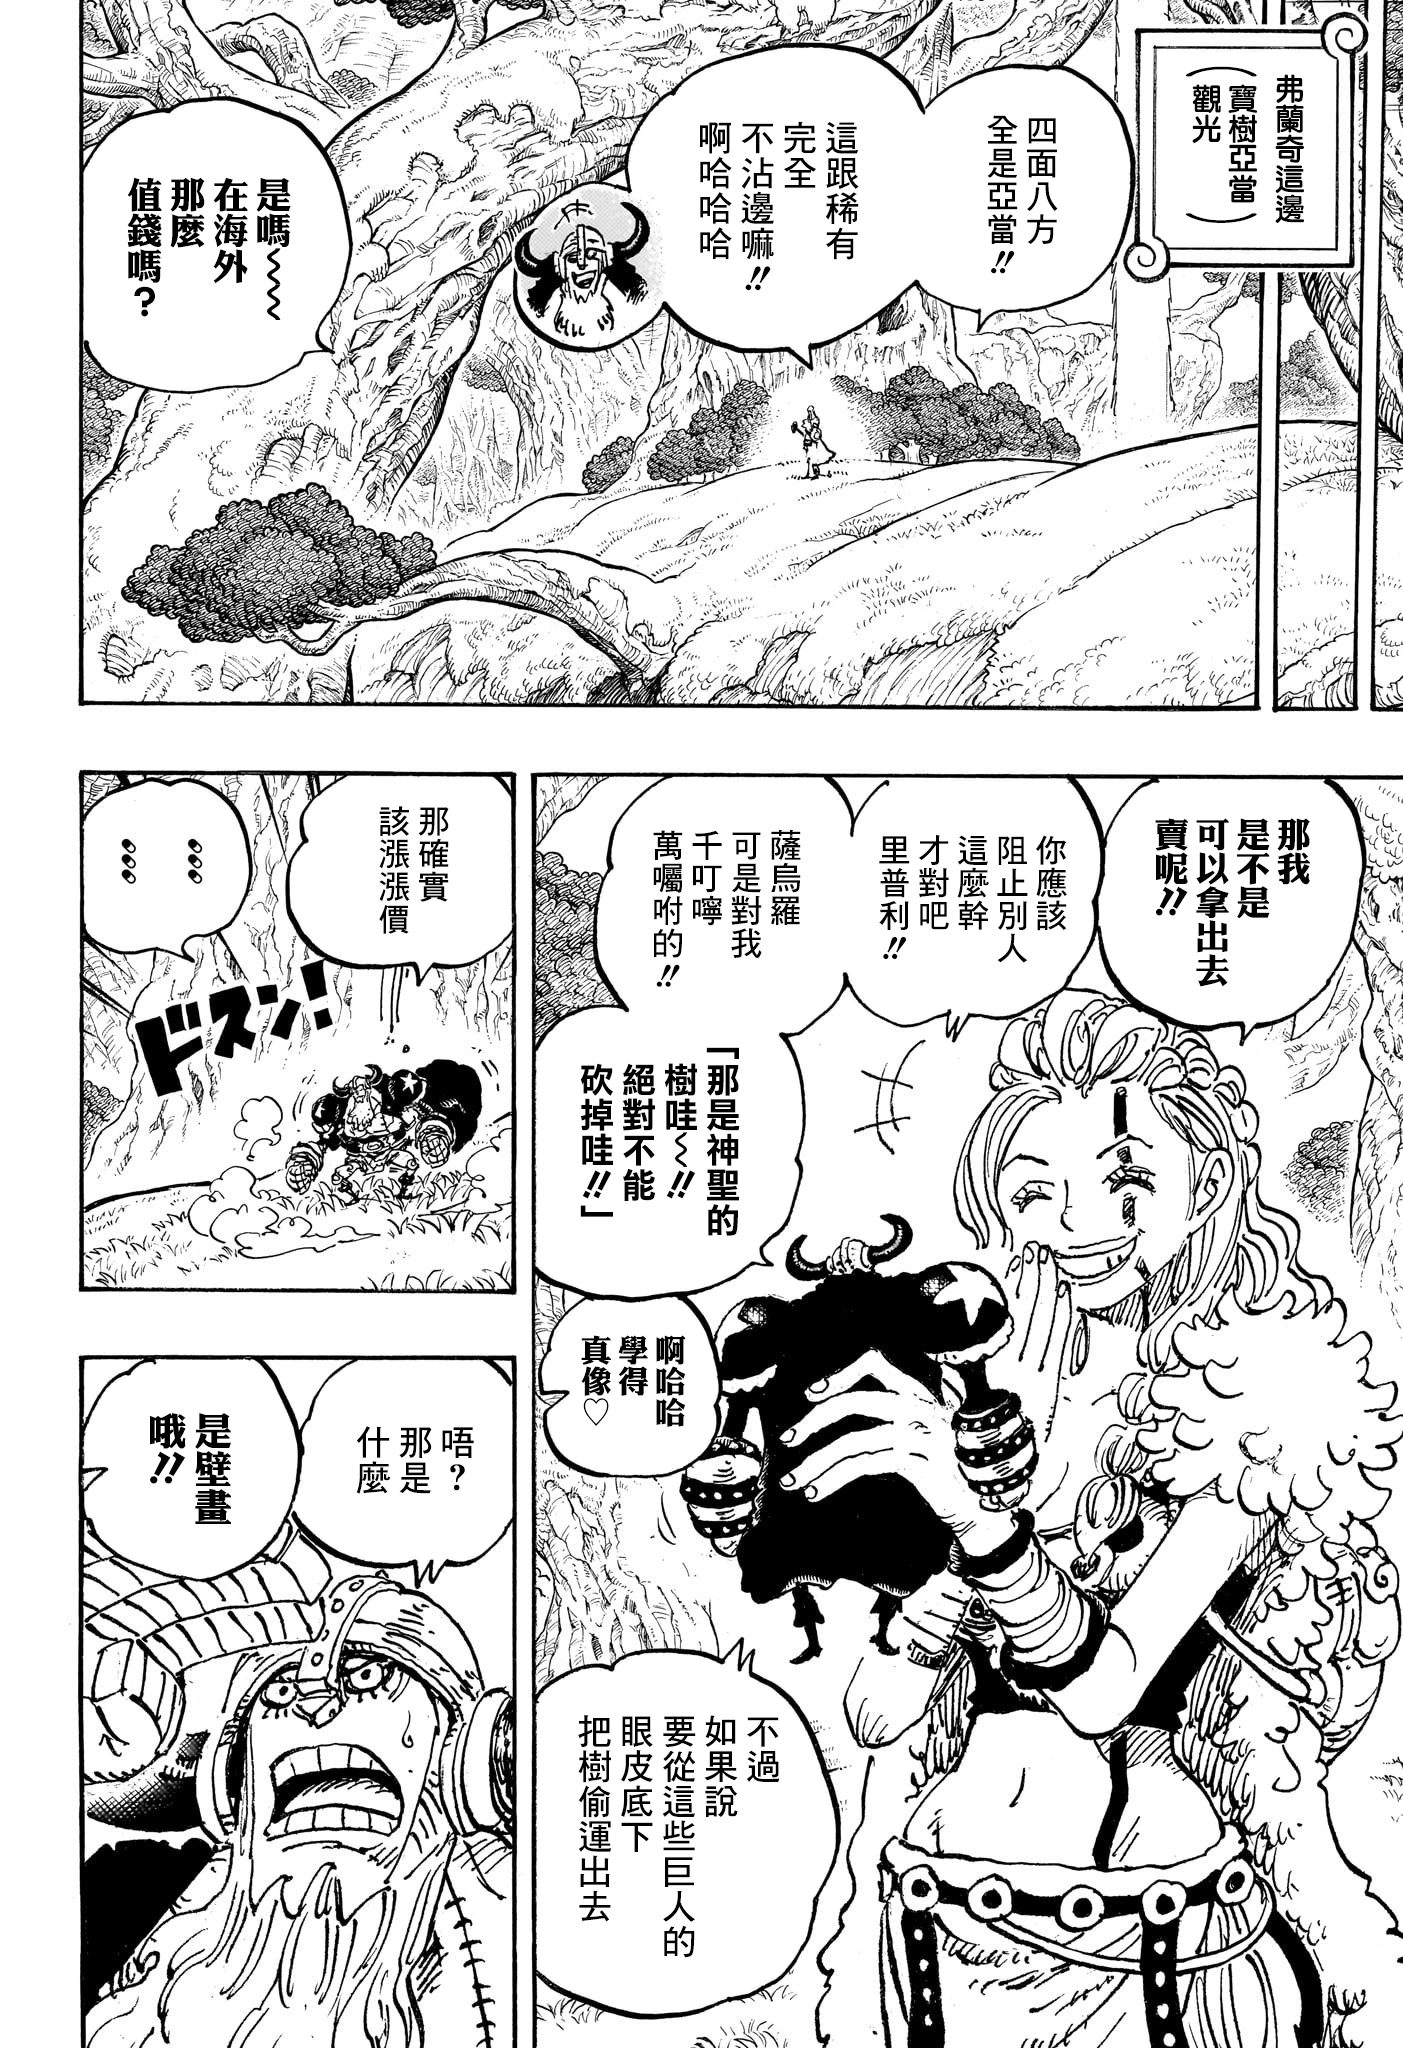 弗蘭奇這邊
（寶樹亞當
觀光）
四面八方
全是亞當!!
這跟稀有
完全
不沾邊嘛!!
啊哈哈哈哈
是嗎～～
在海外
那麼
值錢嗎？
那我
是不是
可以拿出去
賣呢!!
你應該
阻止別人
這麼幹
才對吧
里普利!!
薩烏羅
可是對我
千叮嚀
萬囑咐的!!
「那是神聖的
樹哇～!!
絕對不能
砍掉哇!!」
啊哈哈
學得
真像♡
不過
如果說
要從這些巨人的
眼皮底下
把樹偷運出去
那確實
該漲漲價
……
ドスン!
唔？
那是
什麼
是壁畫
哦!!